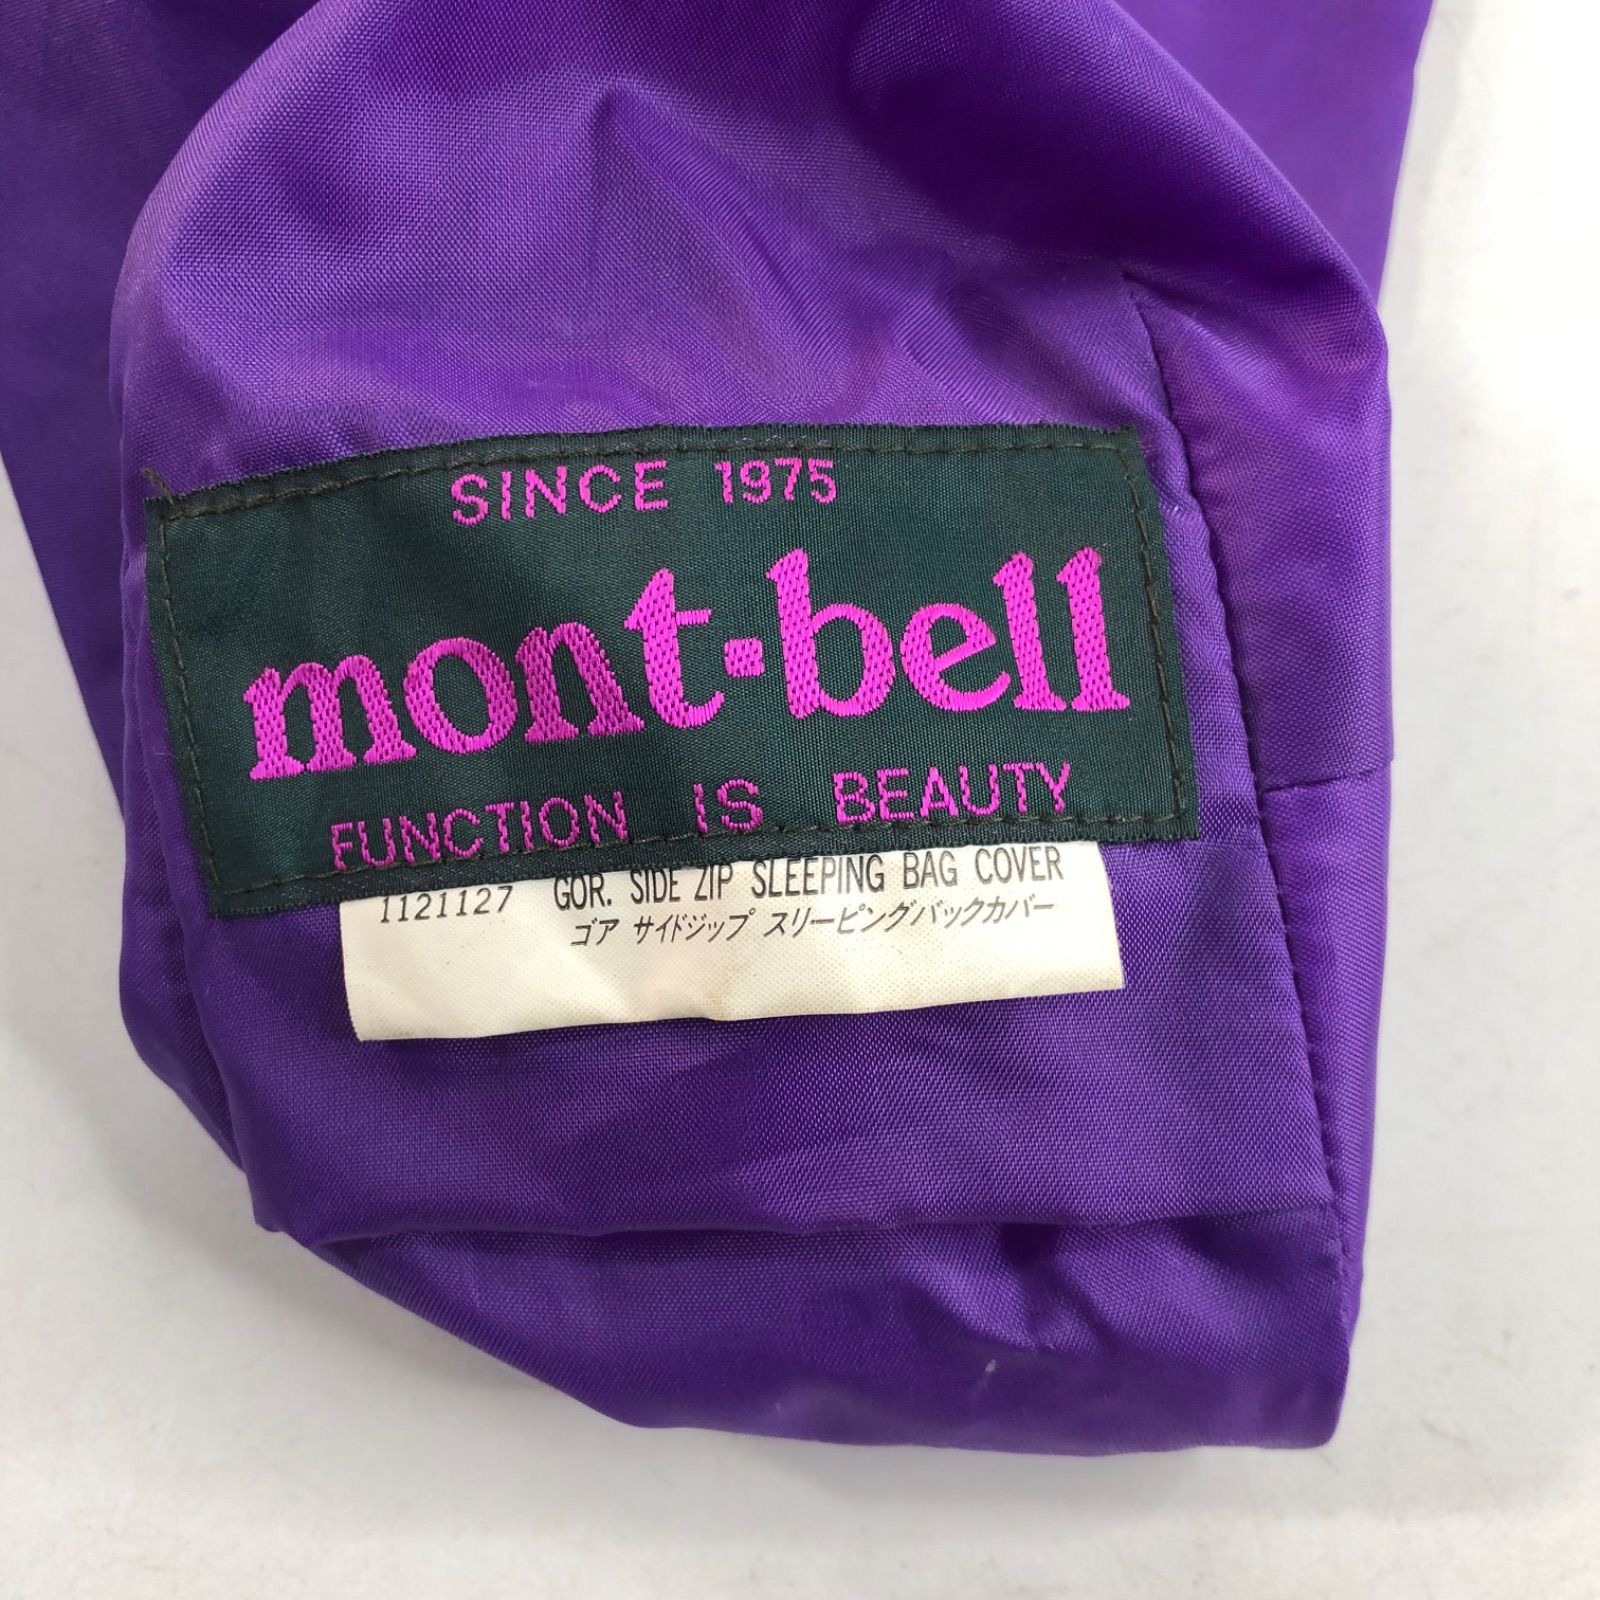 SINCE 1975
mont·bell
FUNCTION IS BEAUTY
1121127 GOR. SIDE ZIP SLEEPING BAG COVER
ゴア サイドジップ スリーピングバックカバー